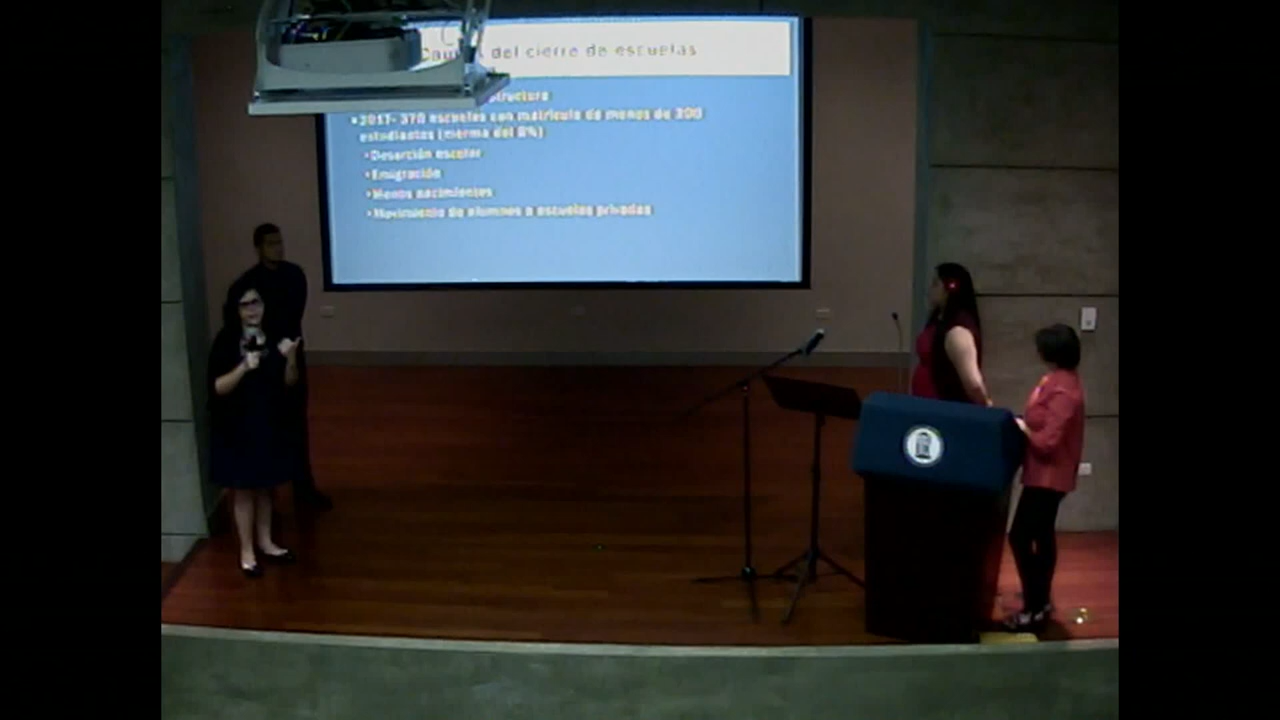 del cierre de escuelas
structura
2017- 370 escuelas con matrícula de menos de 300
estudiantes (merma del 8%)
Deserción escolar
Emigración
Menos nacimientos
Movimiento de alumnos a escuelas privadas